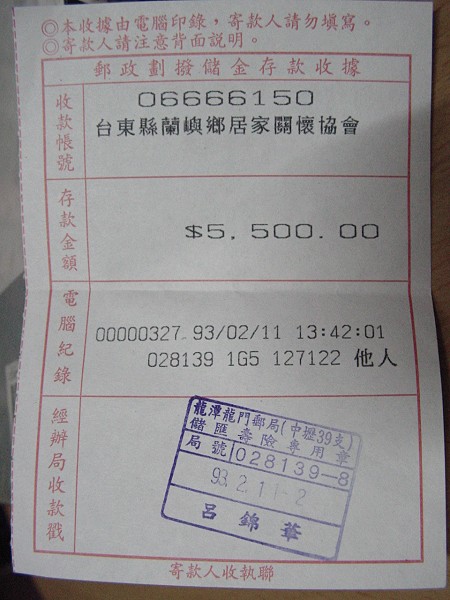 ◎本收據由電腦印錄,寄款人請勿填寫。
◎寄款人請注意背面說明。
郵政劃撥儲金存款收據
收款帳號
06666150
台東縣蘭嶼鄉居家關懷協會
存款金額
$5,500.00
電腦紀錄
00000327 93/02/11 13:42:01
028139 1G5 127122 他人
經辦局收款戳
龍潭龍門郵局(中壢39支)
儲匯壽險專用章
局號 028139-8
93.2.11-2
呂錦華
寄款人收執聯